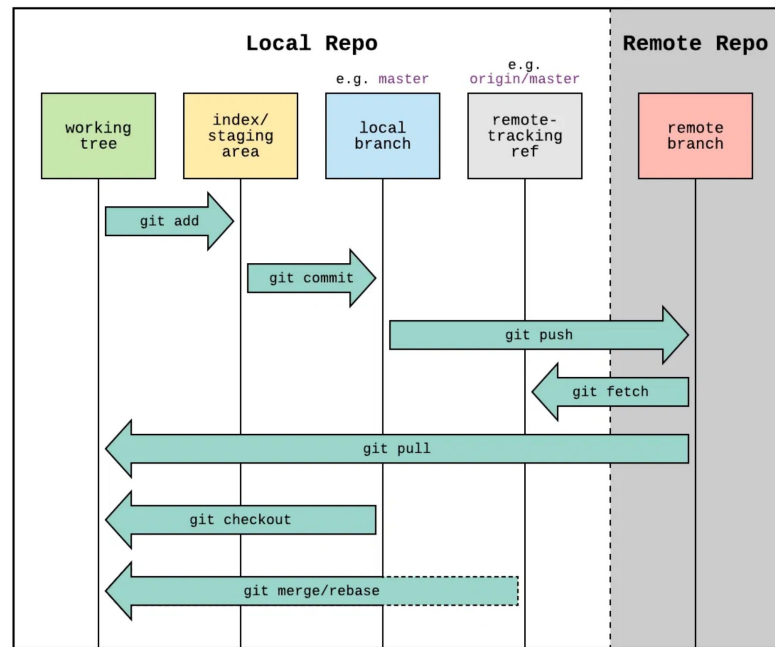 Local Repo
Remote Repo
e.g. master
e.g.
origin/master
working
tree
index/
staging
area
local
branch
remote-
tracking
ref
remote
branch
git add
git commit
git push
git fetch
git pull
git checkout
git merge/rebase